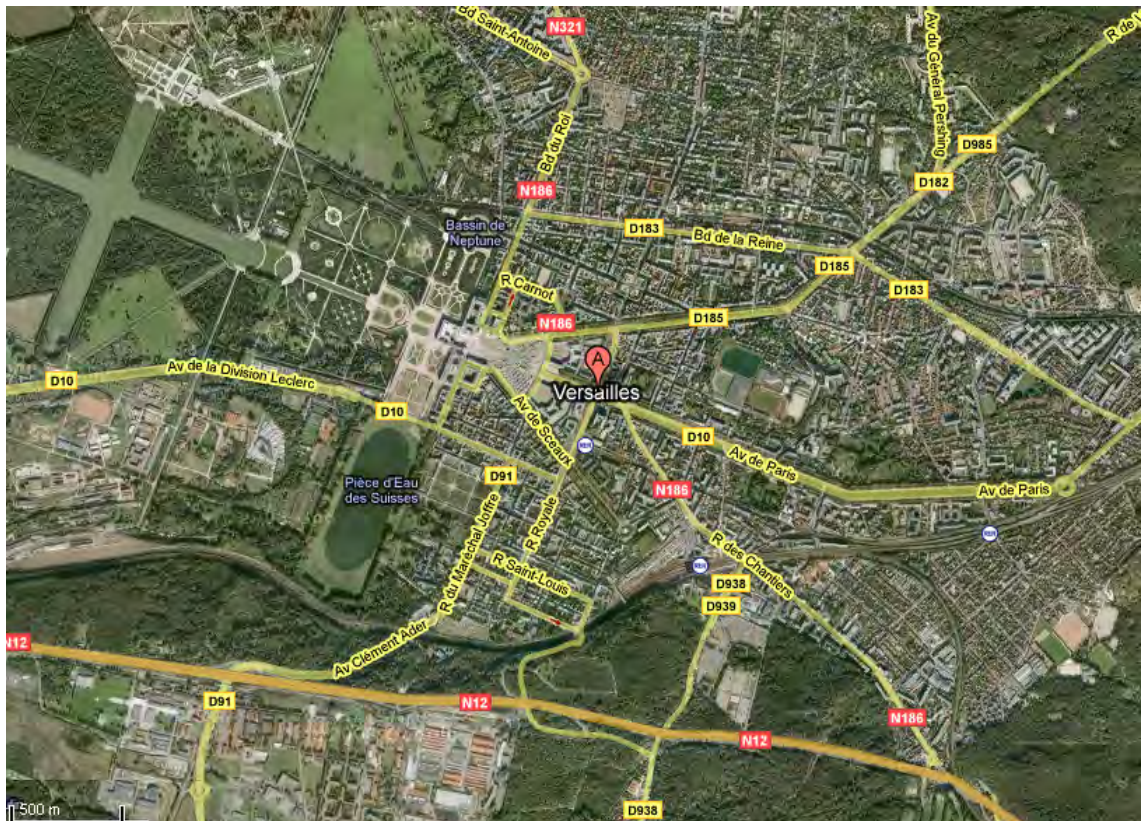 N321
Bd Saint-Antoine
Av du Général Pershing
R de
Bd du Roi
D985
D182
N186
Bassin de
Neptune
D183
Bd de la Reine
D185
D183
R Carnot
N186
D185
A
Versailles
Av de la Division Leclerc
D10
D10
Av de Sceaux
D10
Av de Paris
RER
D91
Pièce d'Eau
des Suisses
N186
Av de Paris
R du Maréchal Joffre
R Royale
RER
R des Chantiers
R Saint-Louis
RER
D938
D939
N12
Av Clément Ader
D91
N12
N186
N12
D938
500 m